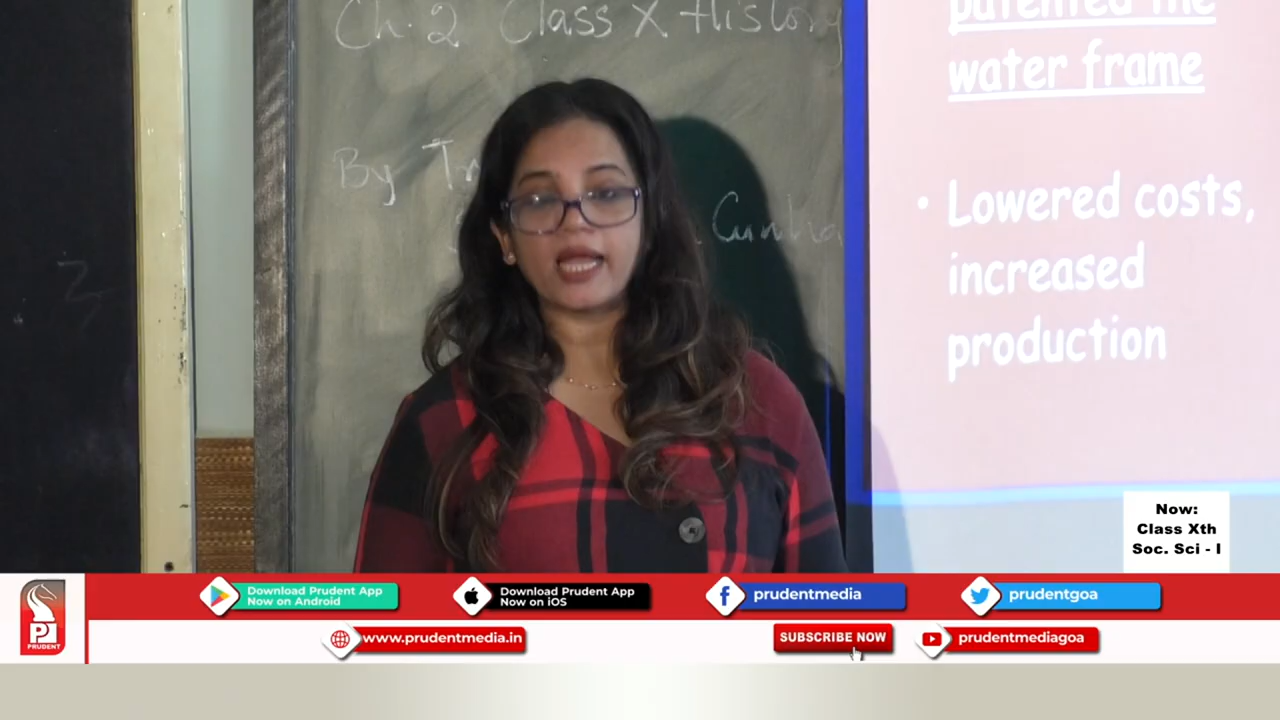 Ch. 2 Class X History
By
Cunha
patented the
water frame
• Lowered costs,
increased
production
Now:
Class Xth
Soc. Sci - I
Download Prudent App
Now on Android
Download Prudent App
Now on iOS
prudentmedia
prudentgoa
PRUDENT
www.prudentmedia.in
SUBSCRIBE NOW
prudentmediagoa